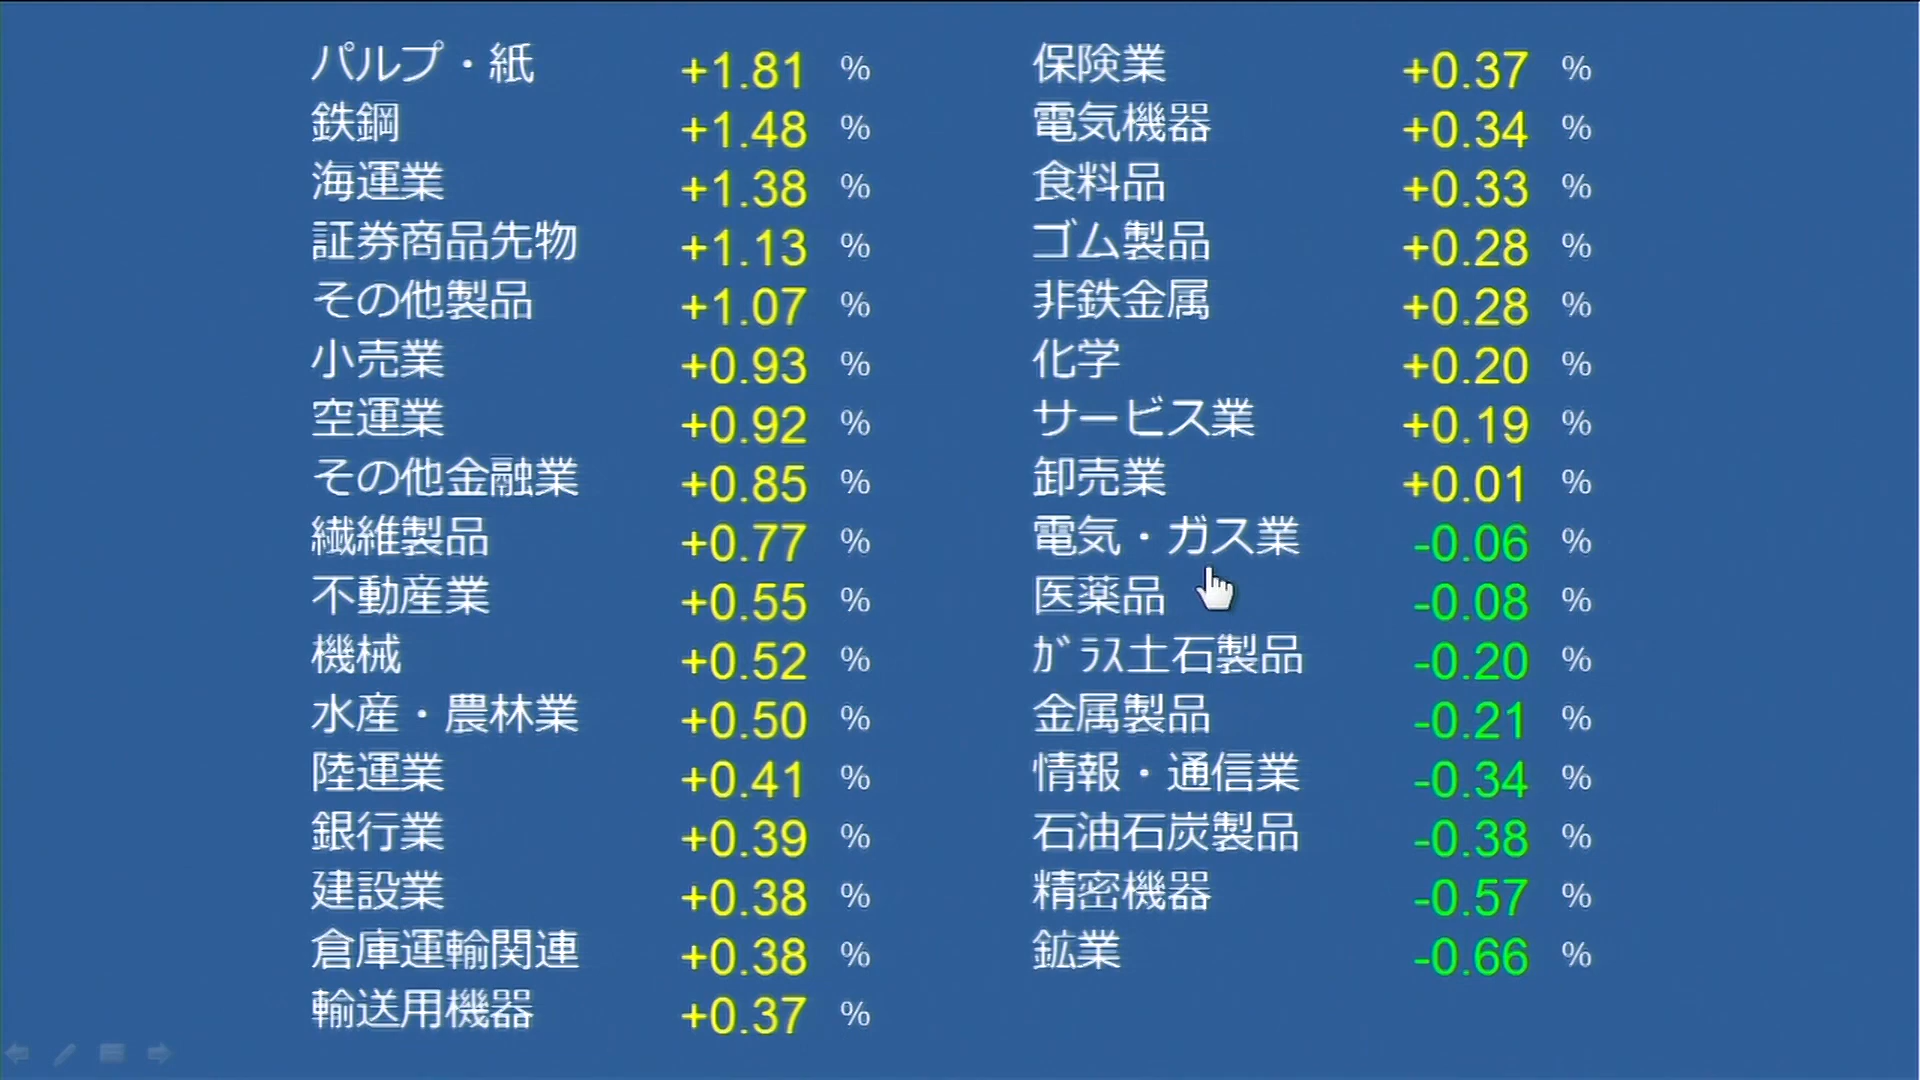 パルプ・紙 +1.81 %
鉄鋼 +1.48 %
海運業 +1.38 %
証券商品先物 +1.13 %
その他製品 +1.07 %
小売業 +0.93 %
空運業 +0.92 %
その他金融業 +0.85 %
繊維製品 +0.77 %
不動産業 +0.55 %
機械 +0.52 %
水産・農林業 +0.50 %
陸運業 +0.41 %
銀行業 +0.39 %
建設業 +0.38 %
倉庫運輸関連 +0.38 %
輸送用機器 +0.37 %
保険業 +0.37 %
電気機器 +0.34 %
食料品 +0.33 %
ゴム製品 +0.28 %
非鉄金属 +0.28 %
化学 +0.20 %
サービス業 +0.19 %
卸売業 +0.01 %
電気・ガス業 -0.06 %
医薬品 -0.08 %
ｶﾞﾗｽ土石製品 -0.20 %
金属製品 -0.21 %
情報・通信業 -0.34 %
石油石炭製品 -0.38 %
精密機器 -0.57 %
鉱業 -0.66 %